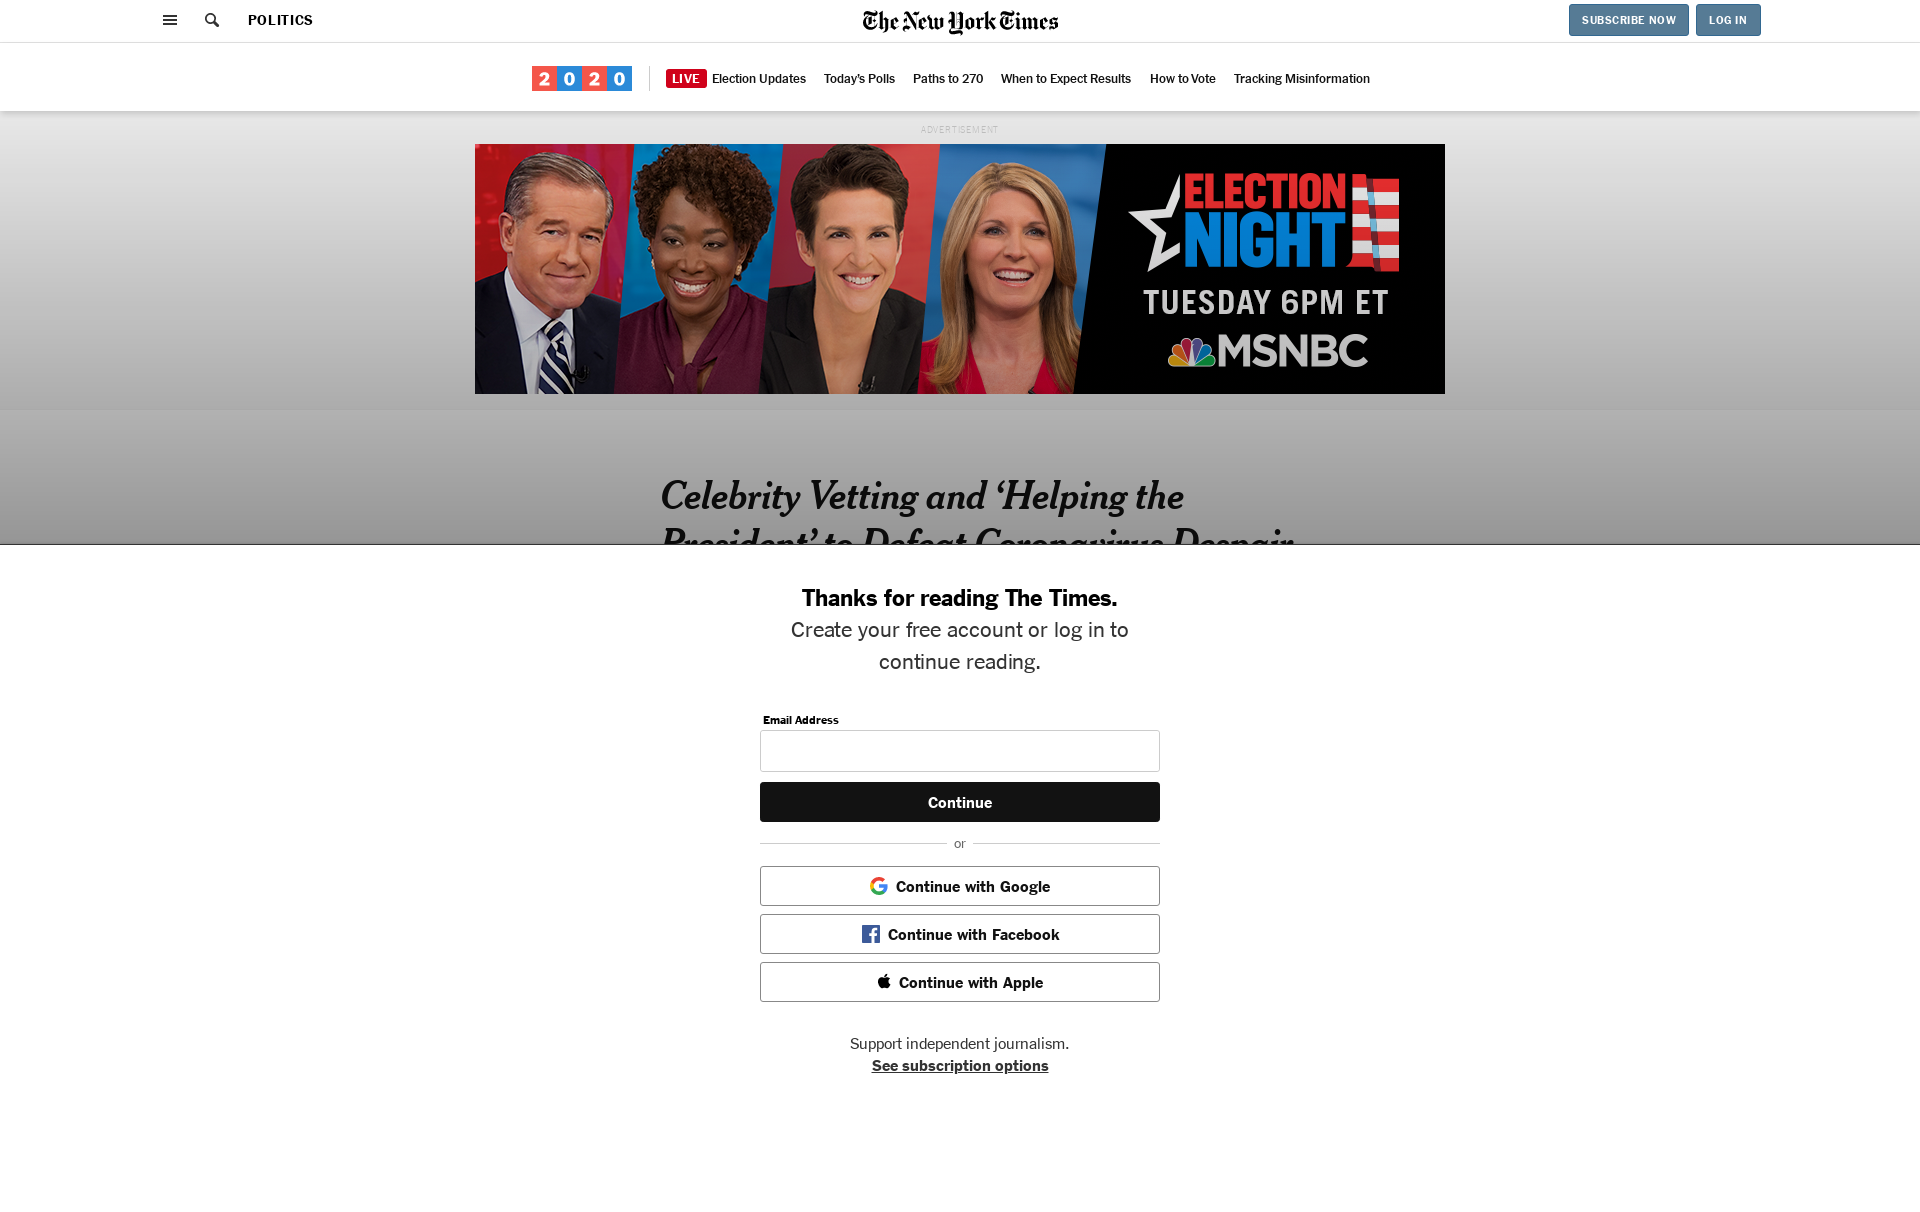 POLITICS
The New York Times
SUBSCRIBE NOW
LOG IN
2020
LIVE Election Updates
Today's Polls
Paths to 270
When to Expect Results
How to Vote
Tracking Misinformation
ADVERTISEMENT
ELECTION
NIGHT
TUESDAY 6PM ET
MSNBC
Celebrity Vetting and ‘Helping the
President’ to Defeat Coronavirus Despair
Thanks for reading The Times.
Create your free account or log in to
continue reading.
Email Address
Continue
or
Continue with Google
Continue with Facebook
Continue with Apple
Support independent journalism.
See subscription options